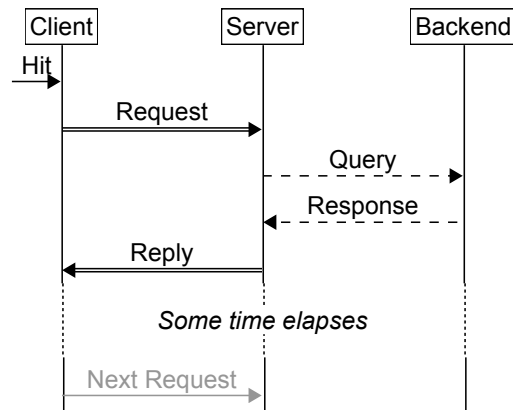 Client Server Backend
Hit
Request
Query
Response
Reply
Some time elapses
Next Request